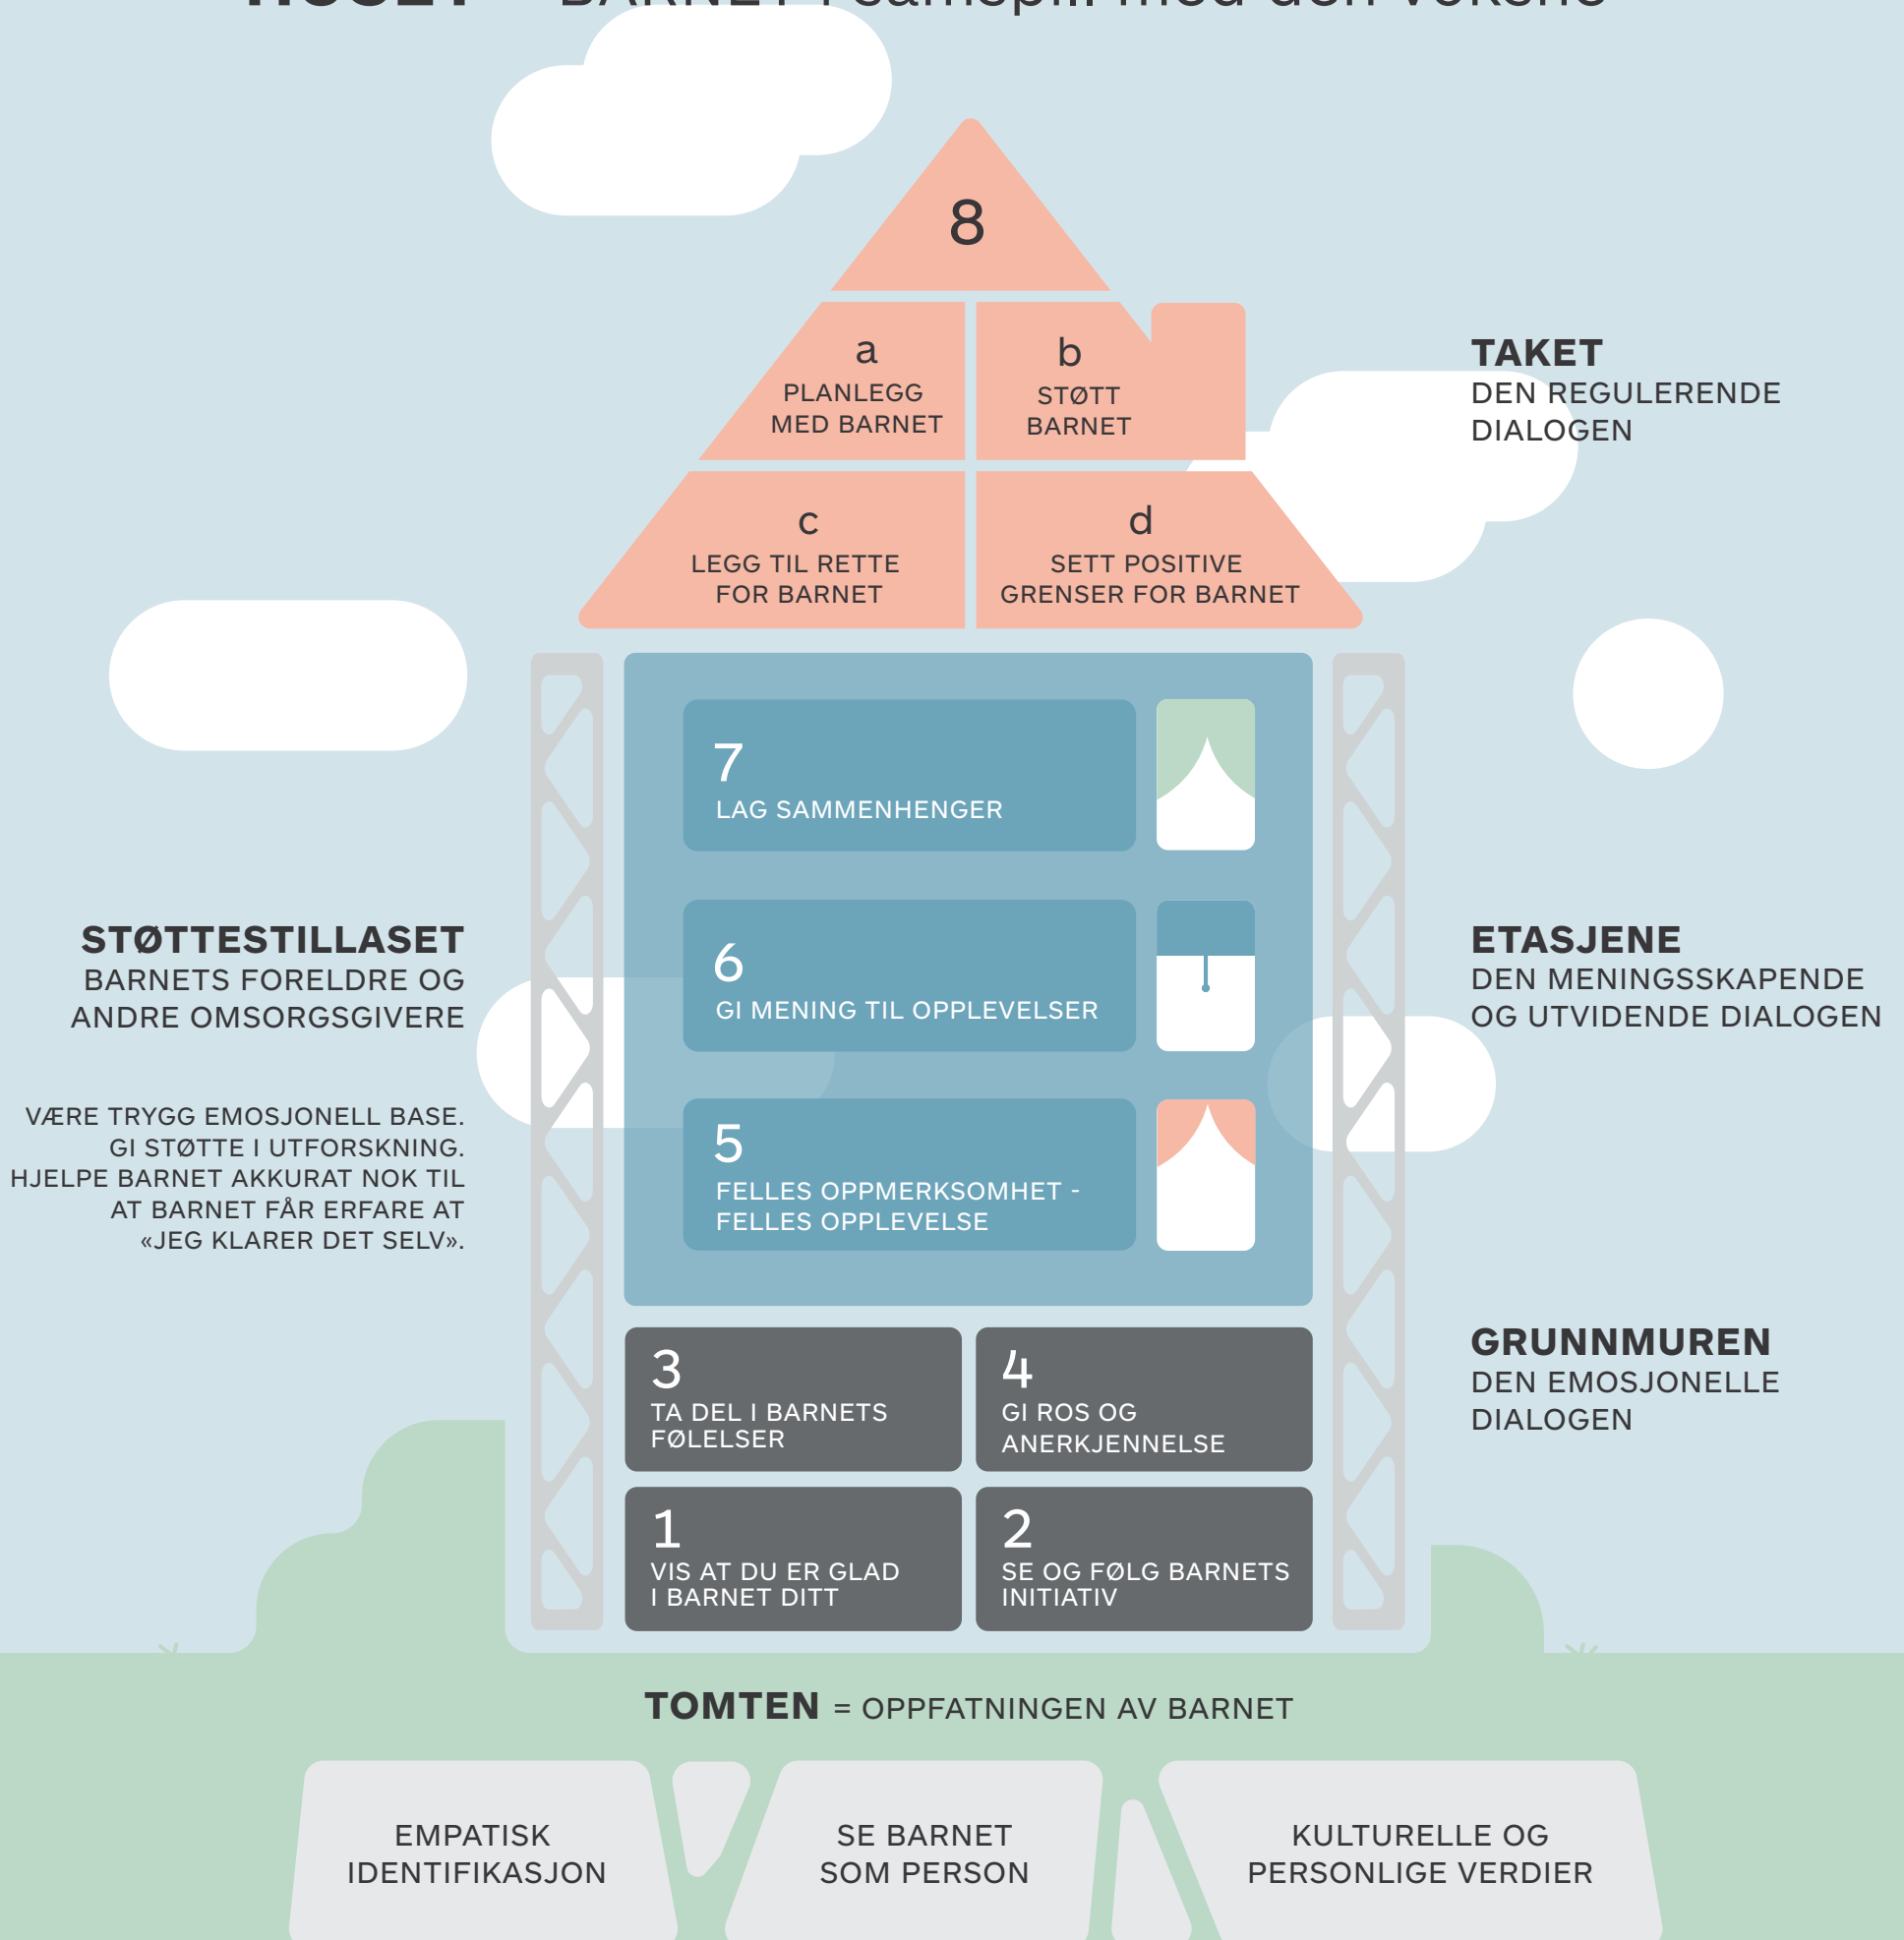 BARNET i samspill med den voksne
8
a
PLANLEGG
MED BARNET
b
STØTT
BARNET
c
LEGG TIL RETTE
FOR BARNET
d
SETT POSITIVE
GRENSER FOR BARNET
TAKET
DEN REGULERENDE
DIALOGEN
7
LAG SAMMENHENGER
6
GI MENING TIL OPPLEVELSER
5
FELLES OPPMERKSOMHET -
FELLES OPPLEVELSE
STØTTESTILLASET
BARNETS FORELDRE OG
ANDRE OMSORGSGIVERE
VÆRE TRYGG EMOSJONELL BASE.
GI STØTTE I UTFORSKNING.
HJELPE BARNET AKKURAT NOK TIL
AT BARNET FÅR ERFARE AT
«JEG KLARER DET SELV».
ETASJENE
DEN MENINGSSKAPENDE
OG UTVIDENDE DIALOGEN
3
TA DEL I BARNETS
FØLELSER
4
GI ROS OG
ANERKJENNELSE
1
VIS AT DU ER GLAD
I BARNET DITT
2
SE OG FØLG BARNETS
INITIATIV
GRUNNMUREN
DEN EMOSJONELLE
DIALOGEN
TOMTEN = OPPFATNINGEN AV BARNET
EMPATISK
IDENTIFIKASJON
SE BARNET
SOM PERSON
KULTURELLE OG
PERSONLIGE VERDIER